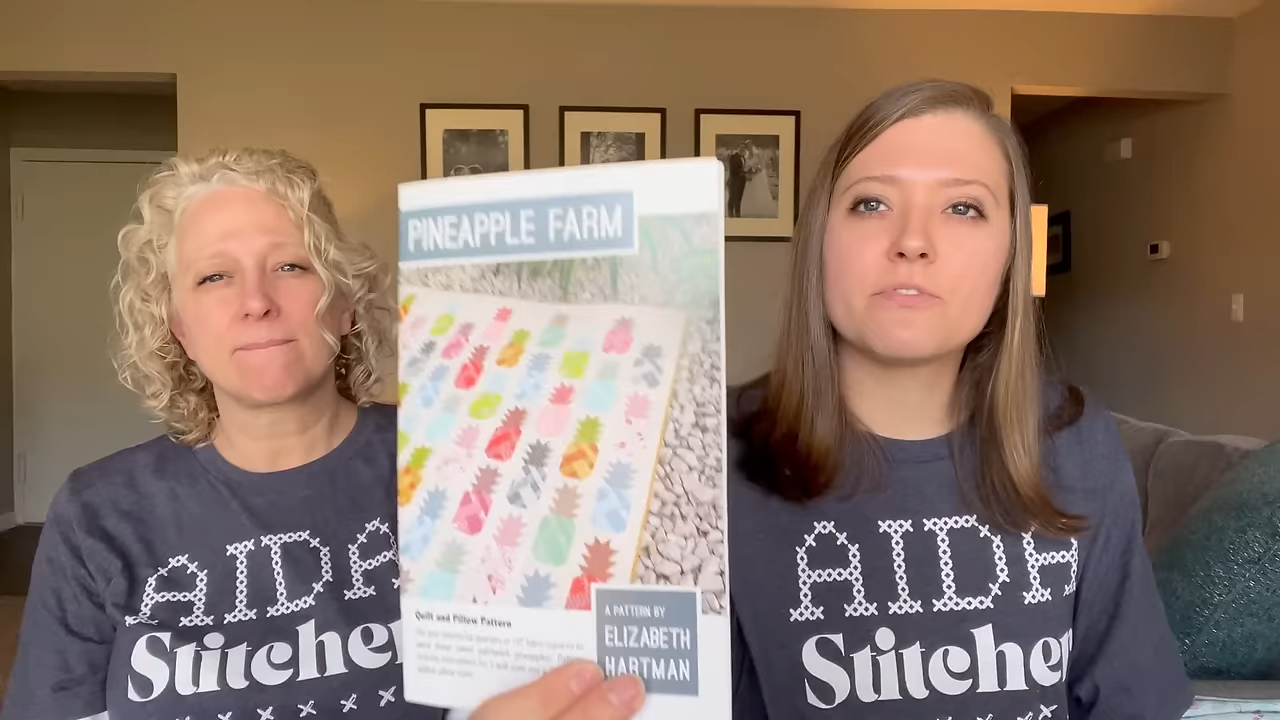 PINEAPPLE FARM
Quilt and Pillow Pattern
A PATTERN BY
ELIZABETH
HARTMAN
AIDA
Stitcher
AIDA
Stitcher